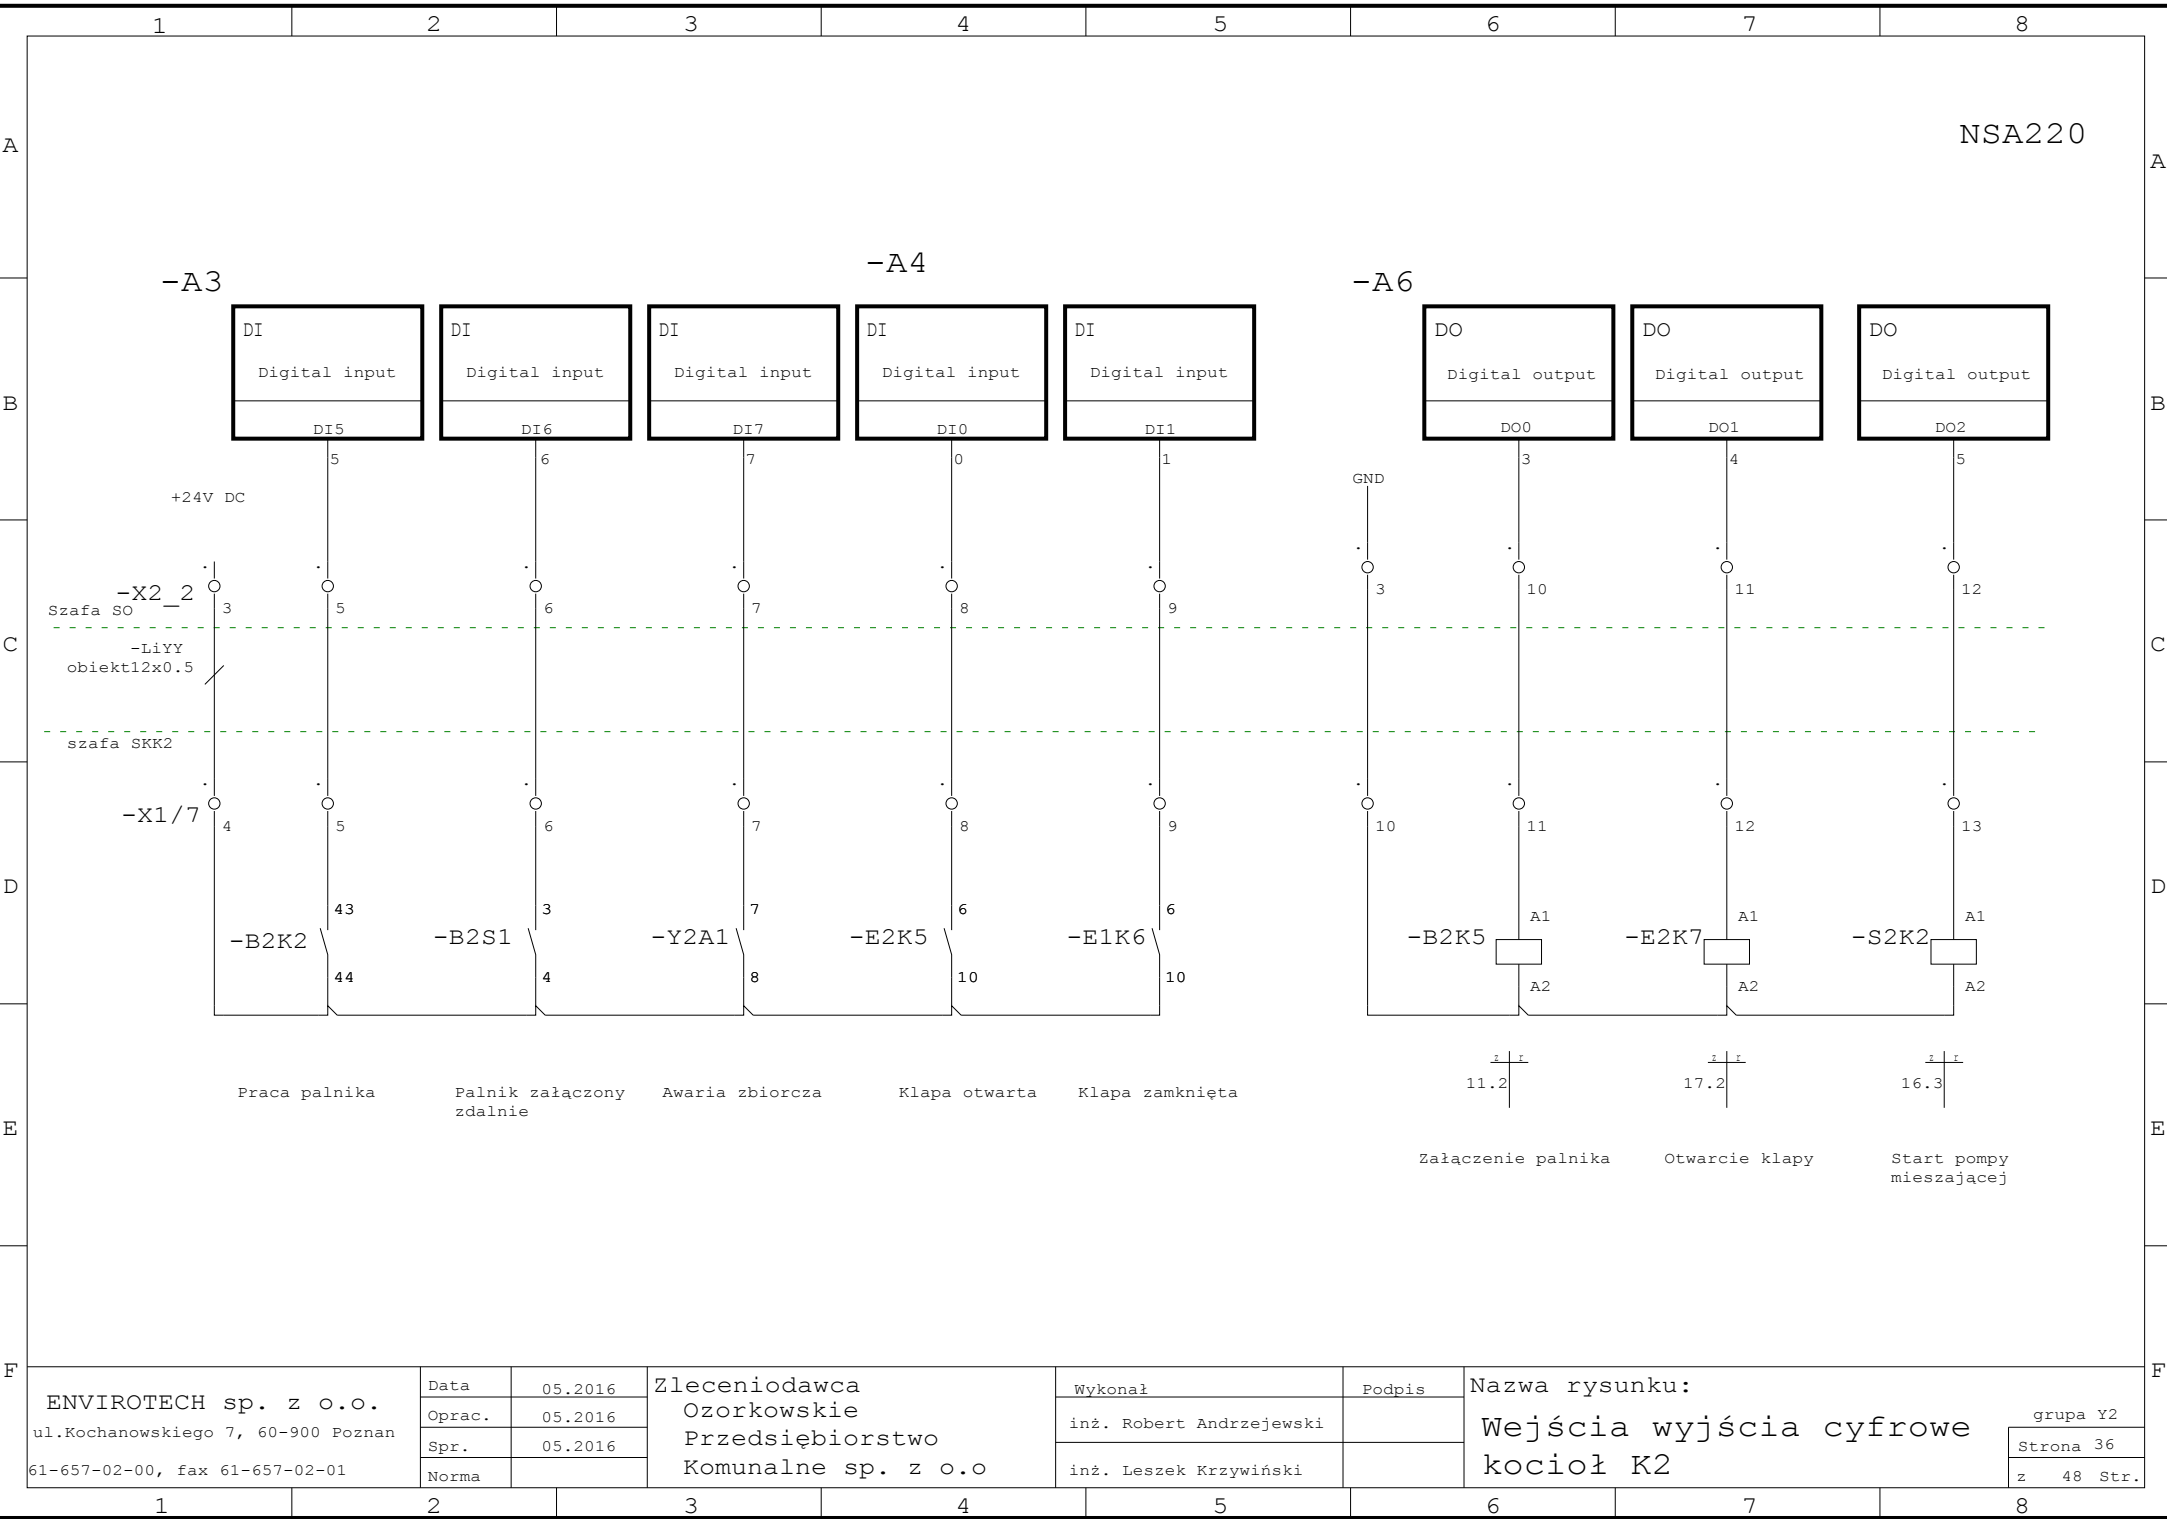 1 2 3 4 5 6 7 8
A A
NSA220
-A3 -A4 -A6
DI DI DI DI DI DO DO DO
Digital input Digital input Digital input Digital input Digital input Digital output Digital output Digital output
B B
DI5 DI6 DI7 DI0 DI1 DO0 DO1 DO2
5 6 7 0 1 3 4 5
GND
+24V DC
-X2_2 3 5 6 7 8 9 3 10 11 12
Szafa SO
C C
-LiYY
obiekt12x0.5
szafa SKK2
-X1/7 4 5 6 7 8 9 10 11 12 13
D D
43 3 7 6 6 A1 A1 A1
-B2K2 -B2S1 -Y2A1 -E2K5 -E1K6 -B2K5 -E2K7 -S2K2
44 4 8 10 10 A2 A2 A2
z r z r z r
11.2 17.2 16.3
Praca palnika Palnik załączony Awaria zbiorcza Klapa otwarta Klapa zamknięta
zdalnie
E E
Załączenie palnika Otwarcie klapy Start pompy
mieszającej
F F
ENVIROTECH sp. z o.o.
ul.Kochanowskiego 7, 60-900 Poznan
61-657-02-00, fax 61-657-02-01
Data 05.2016
Oprac. 05.2016
Spr. 05.2016
Norma
Zleceniodawca
Ozorkowskie
Przedsiębiorstwo
Komunalne sp. z o.o
Wykonał Podpis
inż. Robert Andrzejewski
inż. Leszek Krzywiński
Nazwa rysunku:
Wejścia wyjścia cyfrowe
kocioł K2
grupa Y2
Strona 36
z 48 Str.
1 2 3 4 5 6 7 8